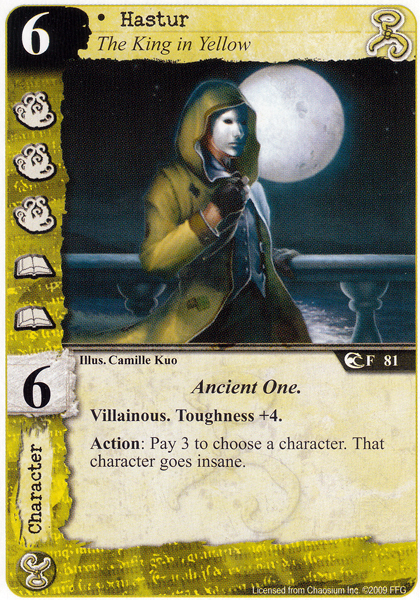 6
• Hastur
The King in Yellow
Illus. Camille Kuo
F 81
6
Ancient One.
Villainous. Toughness +4.
Action: Pay 3 to choose a character. That
character goes insane.
Character
Licensed from Chaosium Inc. ©2009 FFG